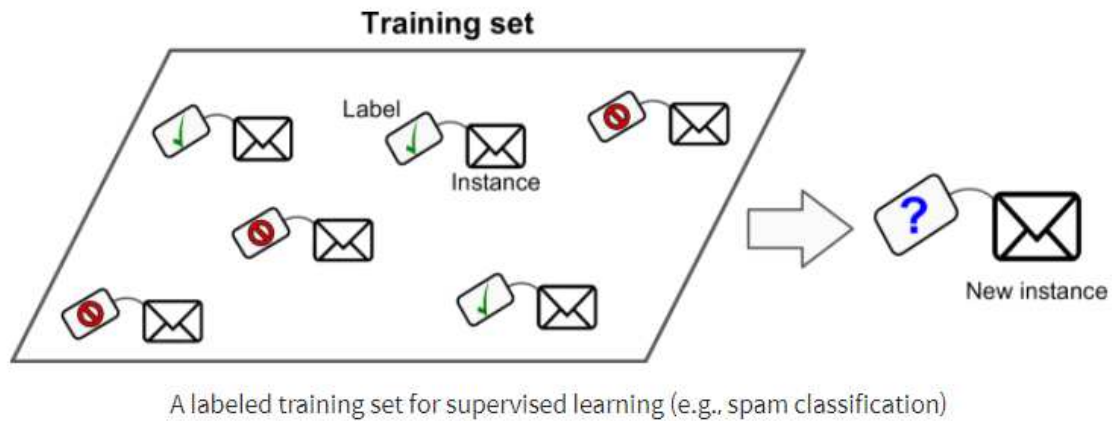 Training set
Label
Instance
?
New instance
A labeled training set for supervised learning (e.g., spam classification)